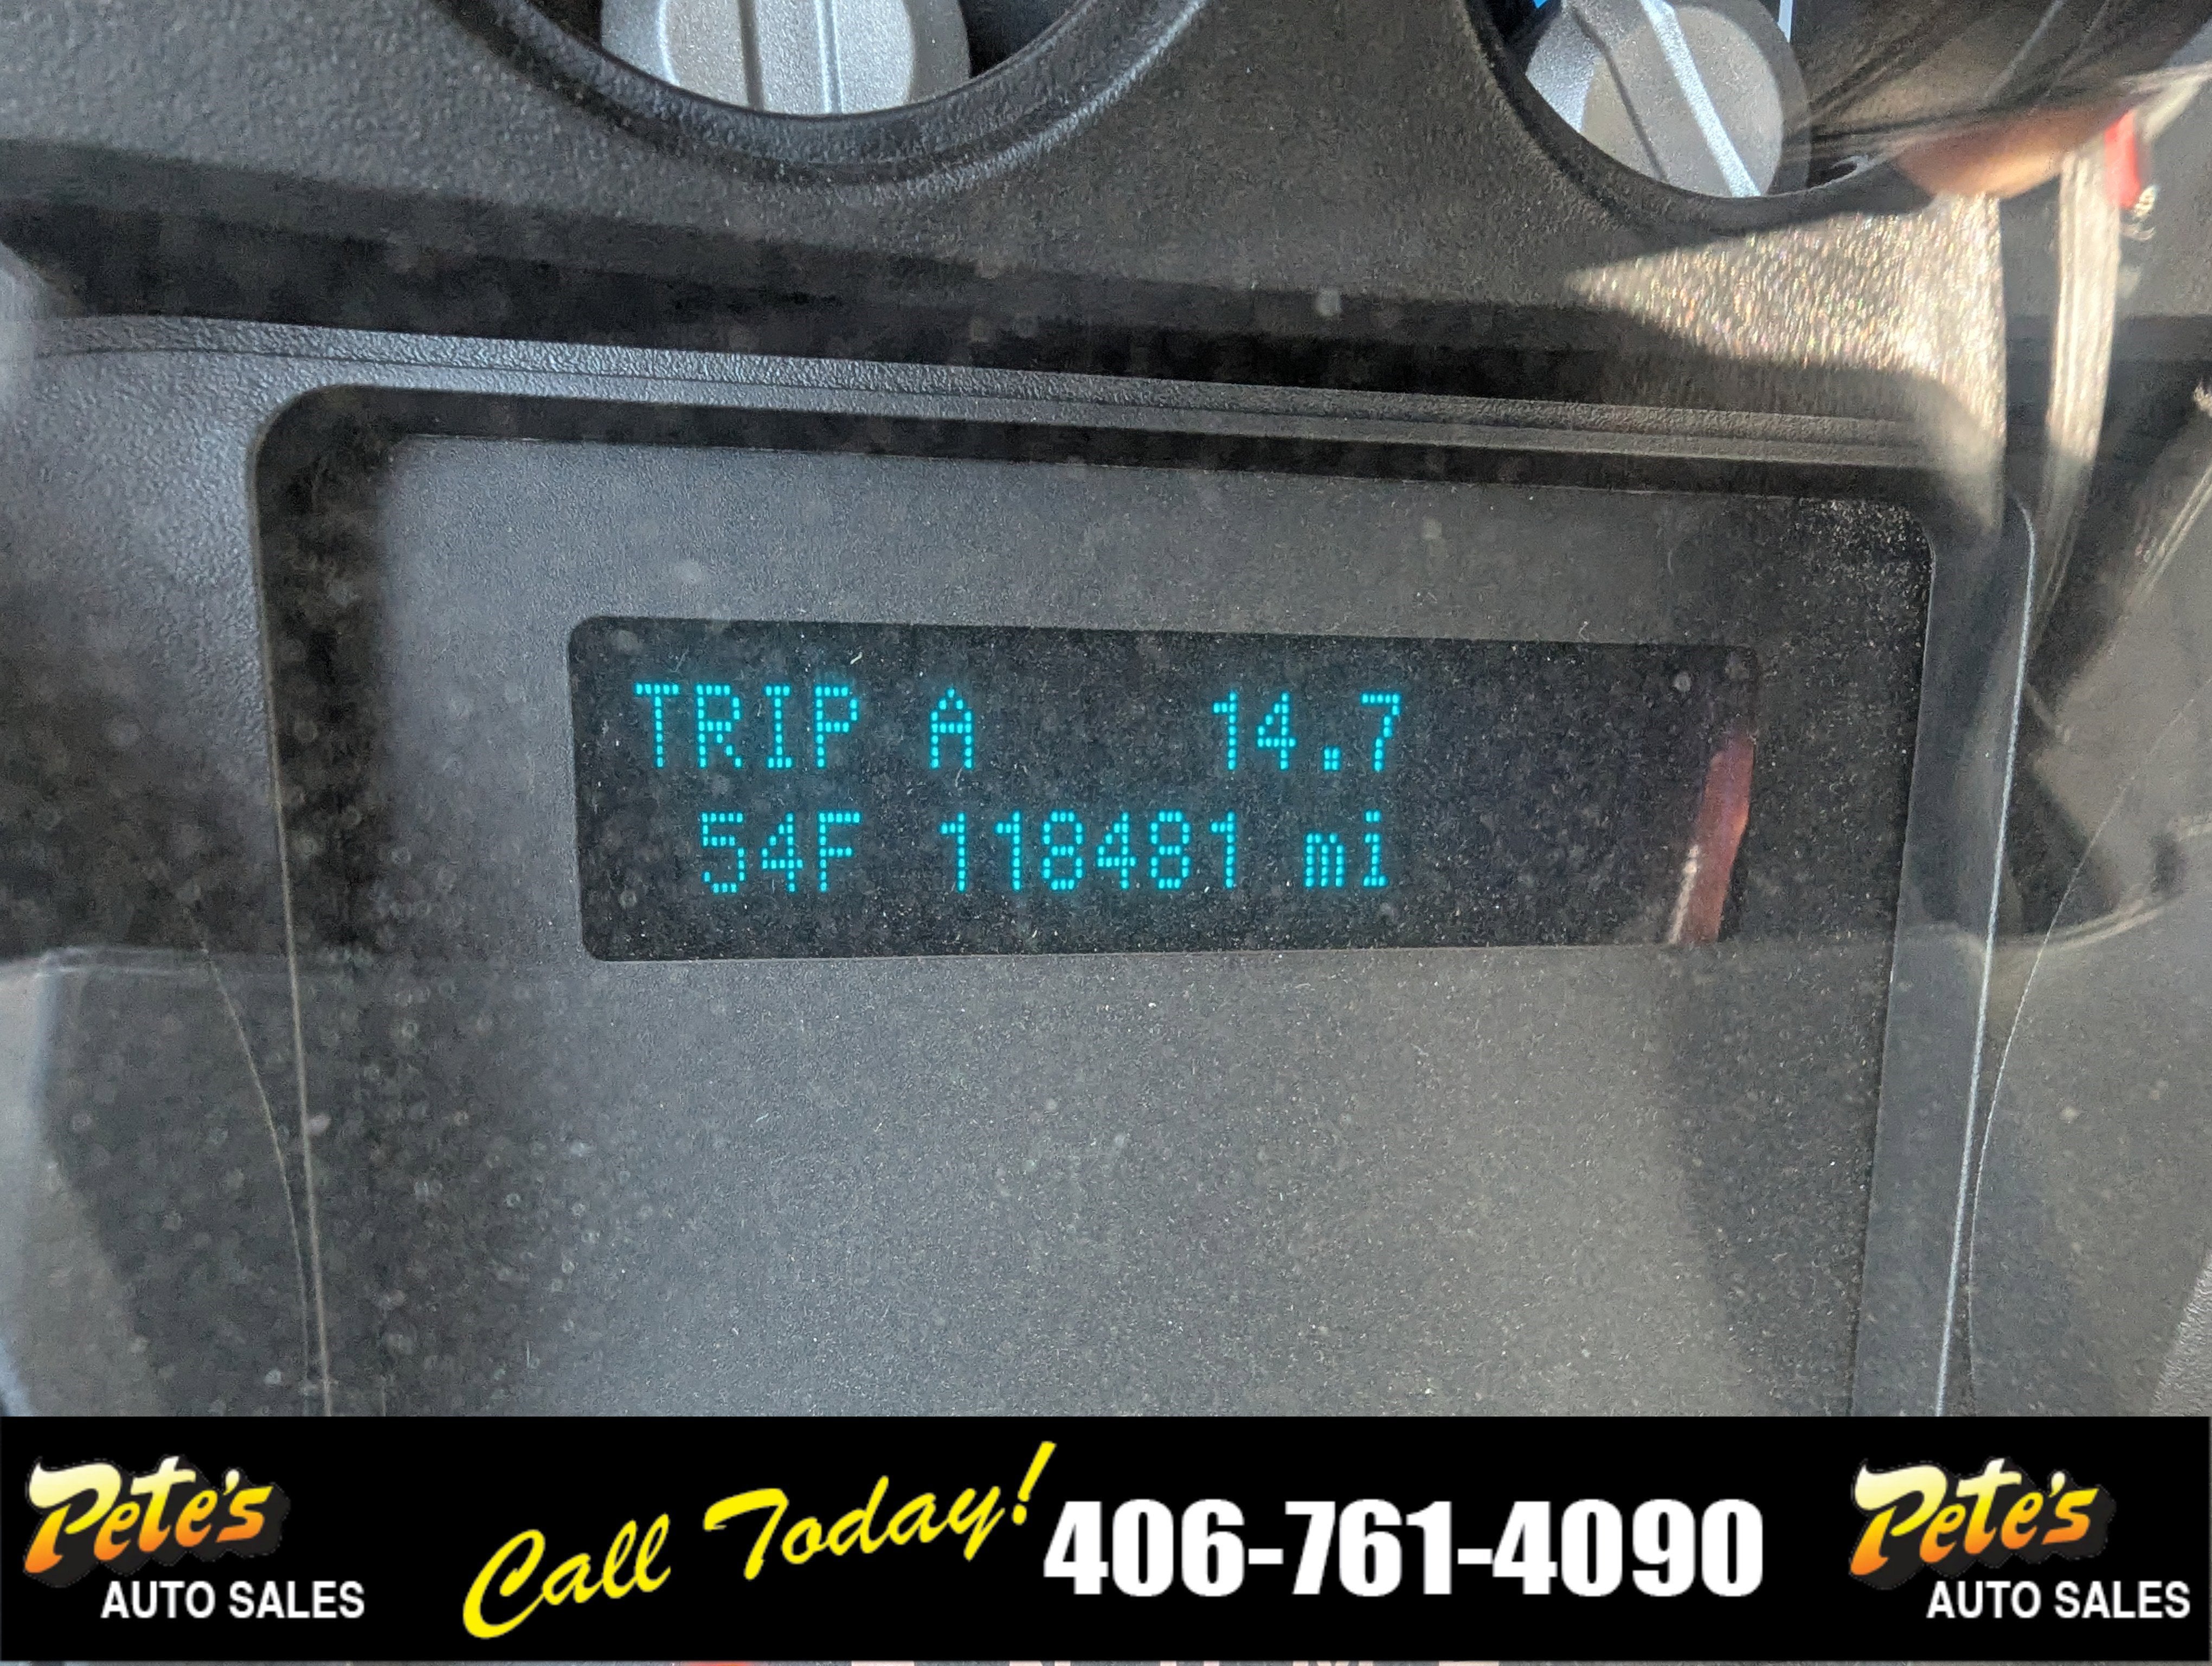 TRIP A 14.7
54F 118481 mi
Pete's
AUTO SALES
Call Today!
406-761-4090
Pete's
AUTO SALES